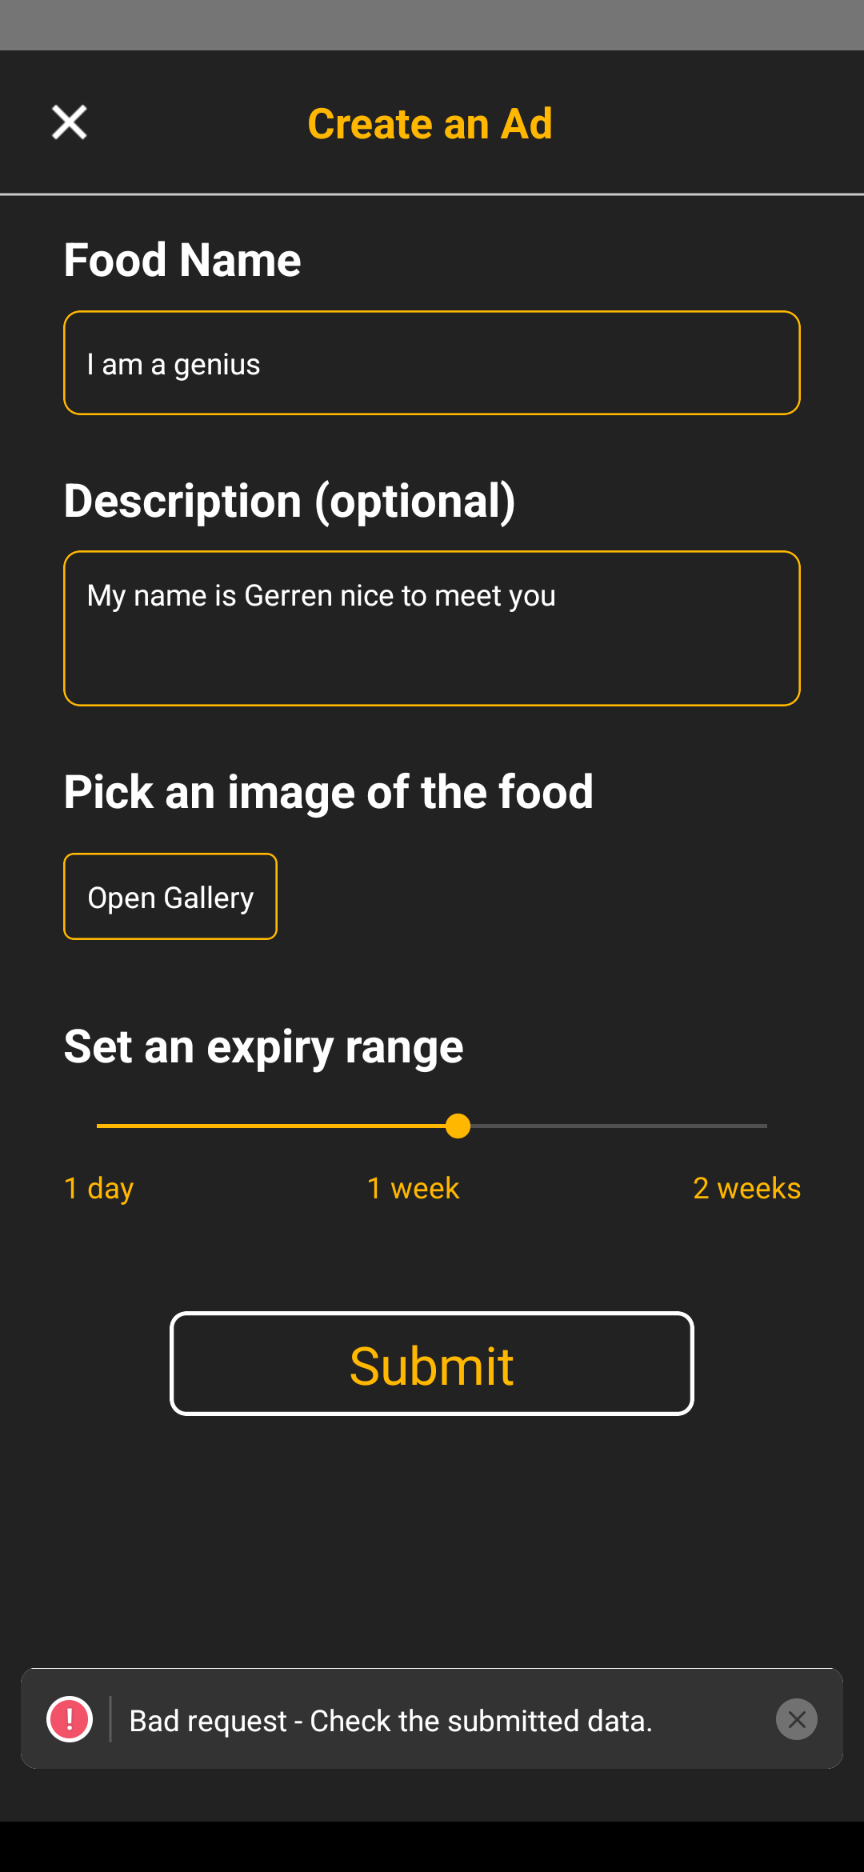 Create an Ad
Food Name
I am a genius
Description (optional)
My name is Gerren nice to meet you
Pick an image of the food
Open Gallery
Set an expiry range
1 day 1 week 2 weeks
Submit
Bad request - Check the submitted data.